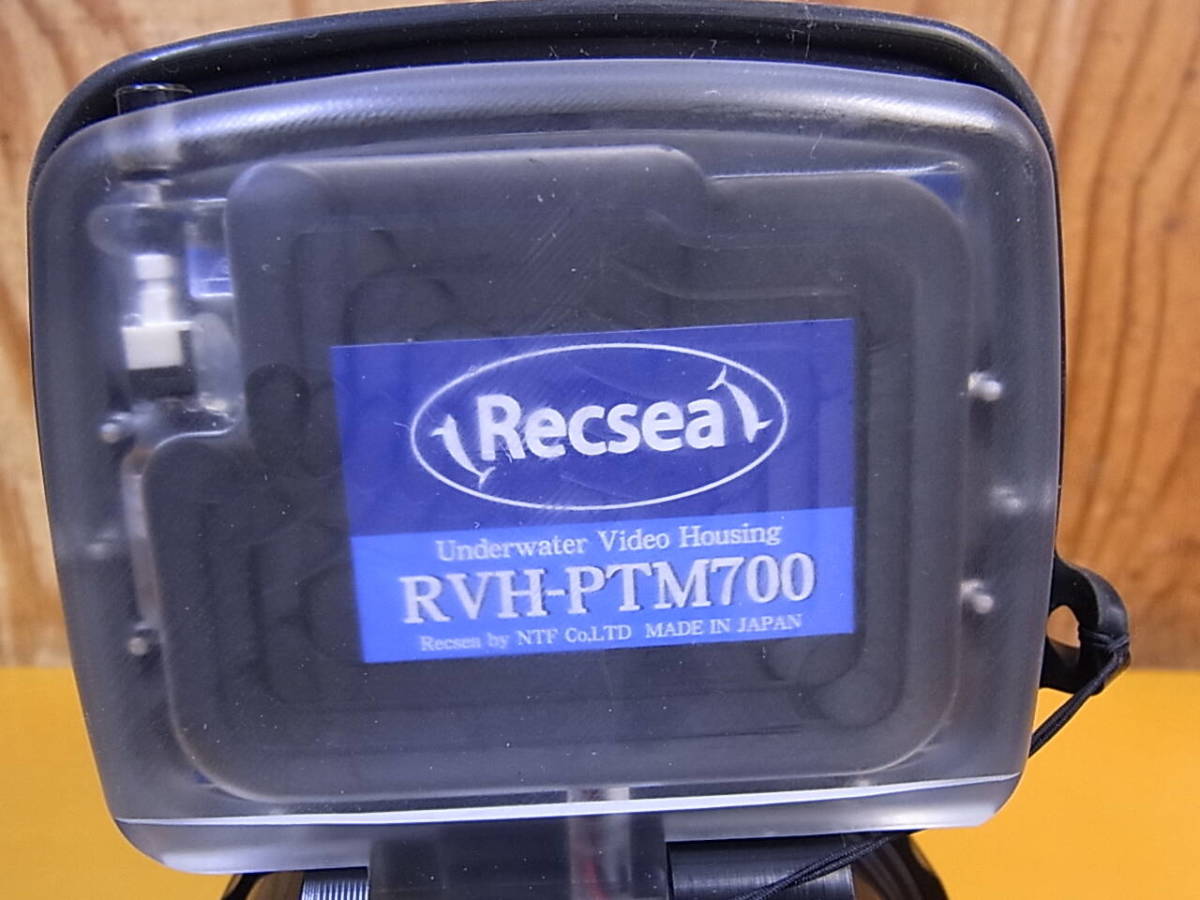 Recsea
Underwater Video Housing
RVH-PTM700
Recsea by NTF Co.LTD MADE IN JAPAN